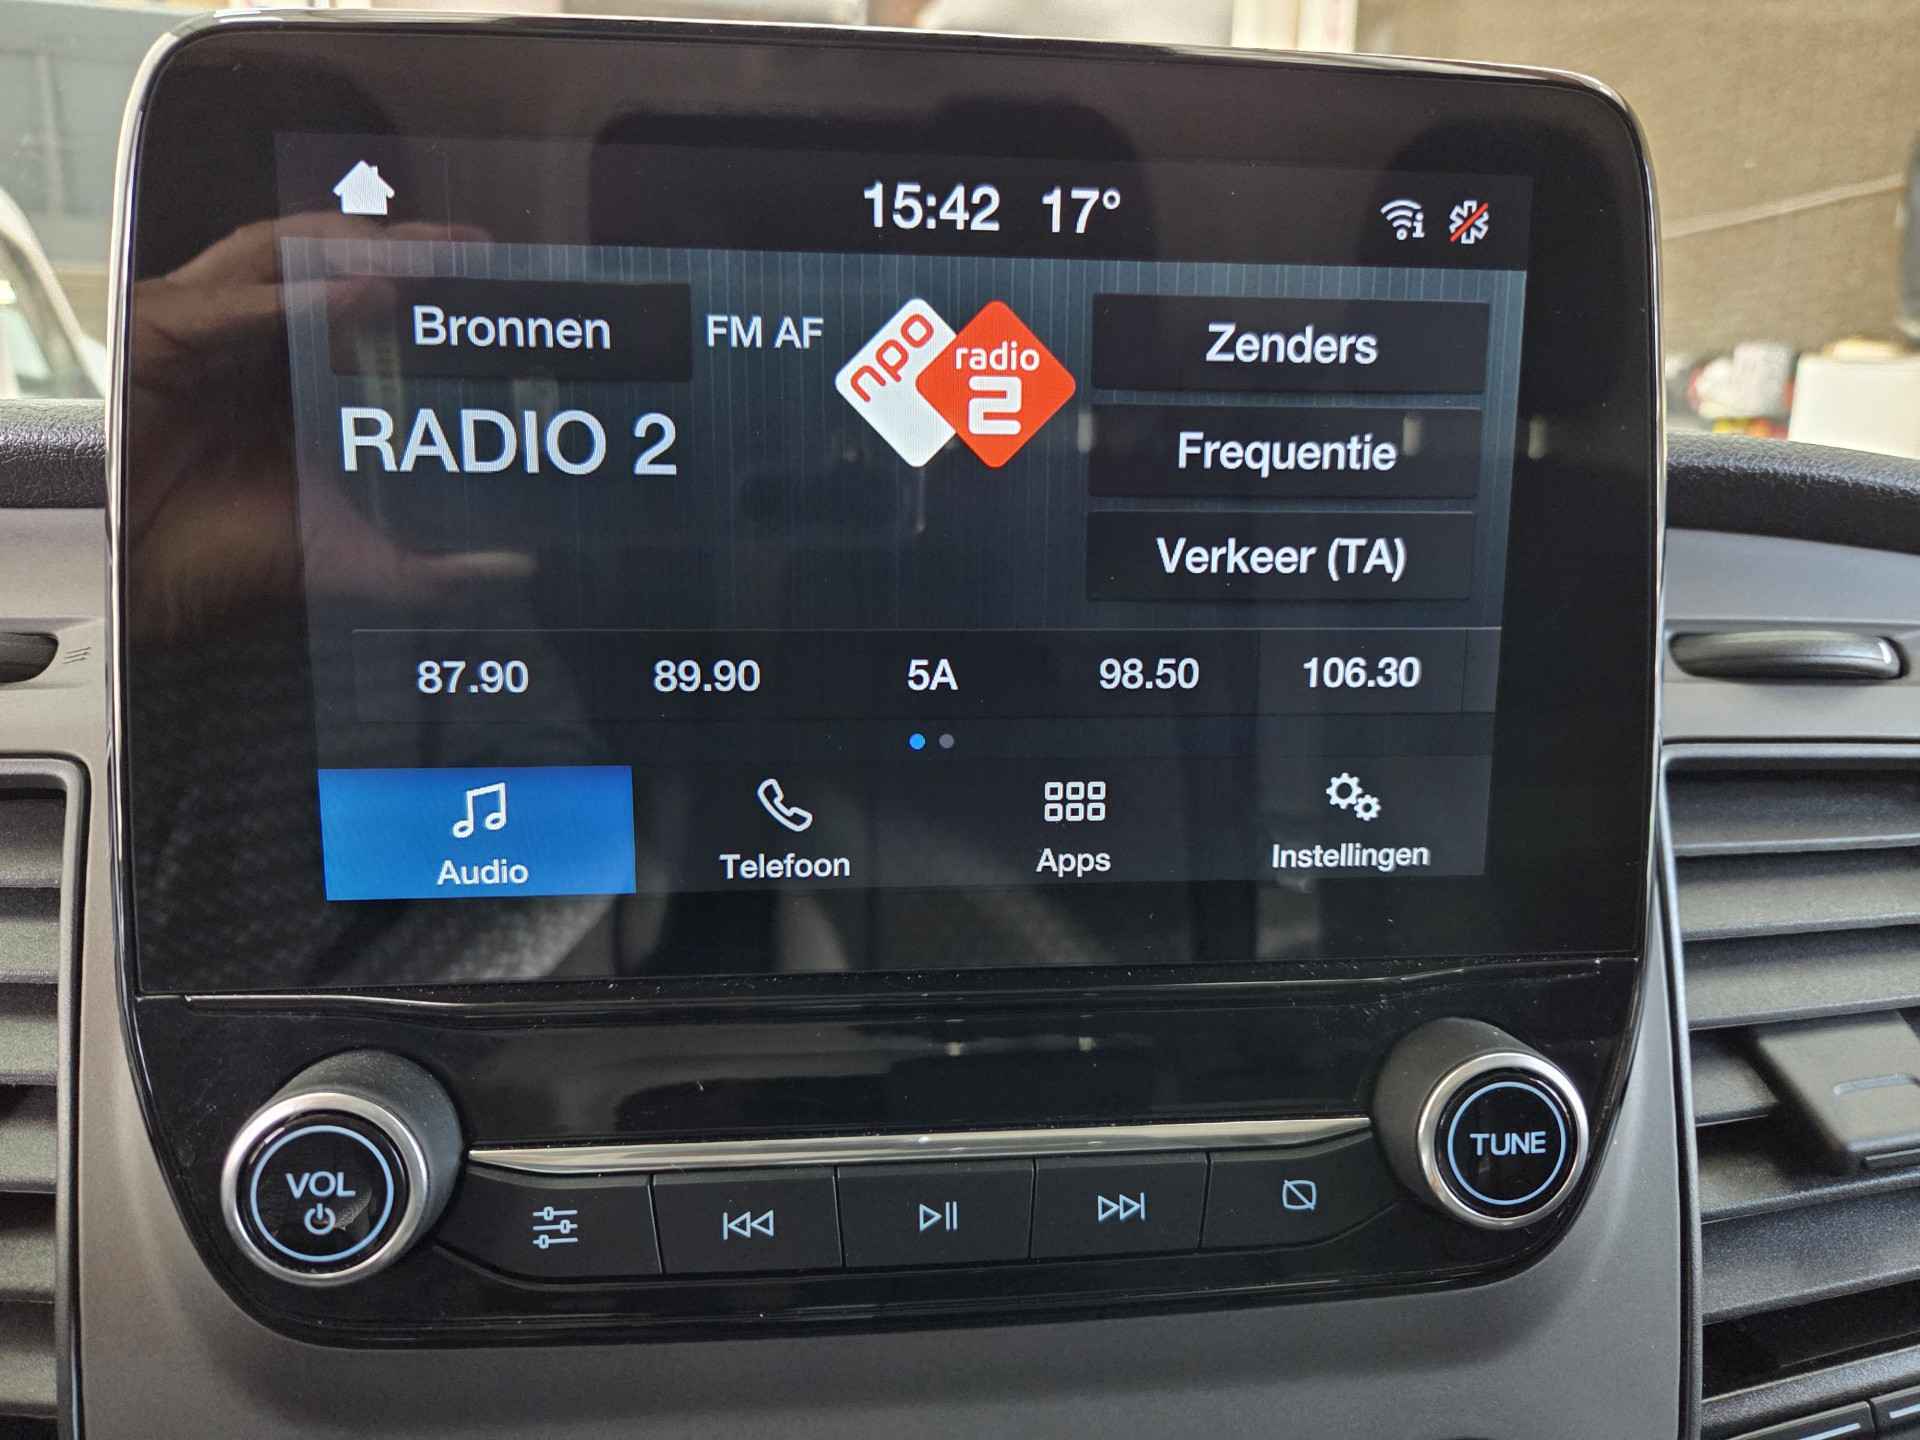 15:42 17°
Bronnen
FM AF
npo
radio
2
Zenders
RADIO 2
Frequentie
Verkeer (TA)
87.90 89.90 5A 98.50 106.30
Audio
Telefoon
Apps
Instellingen
VOL
TUNE